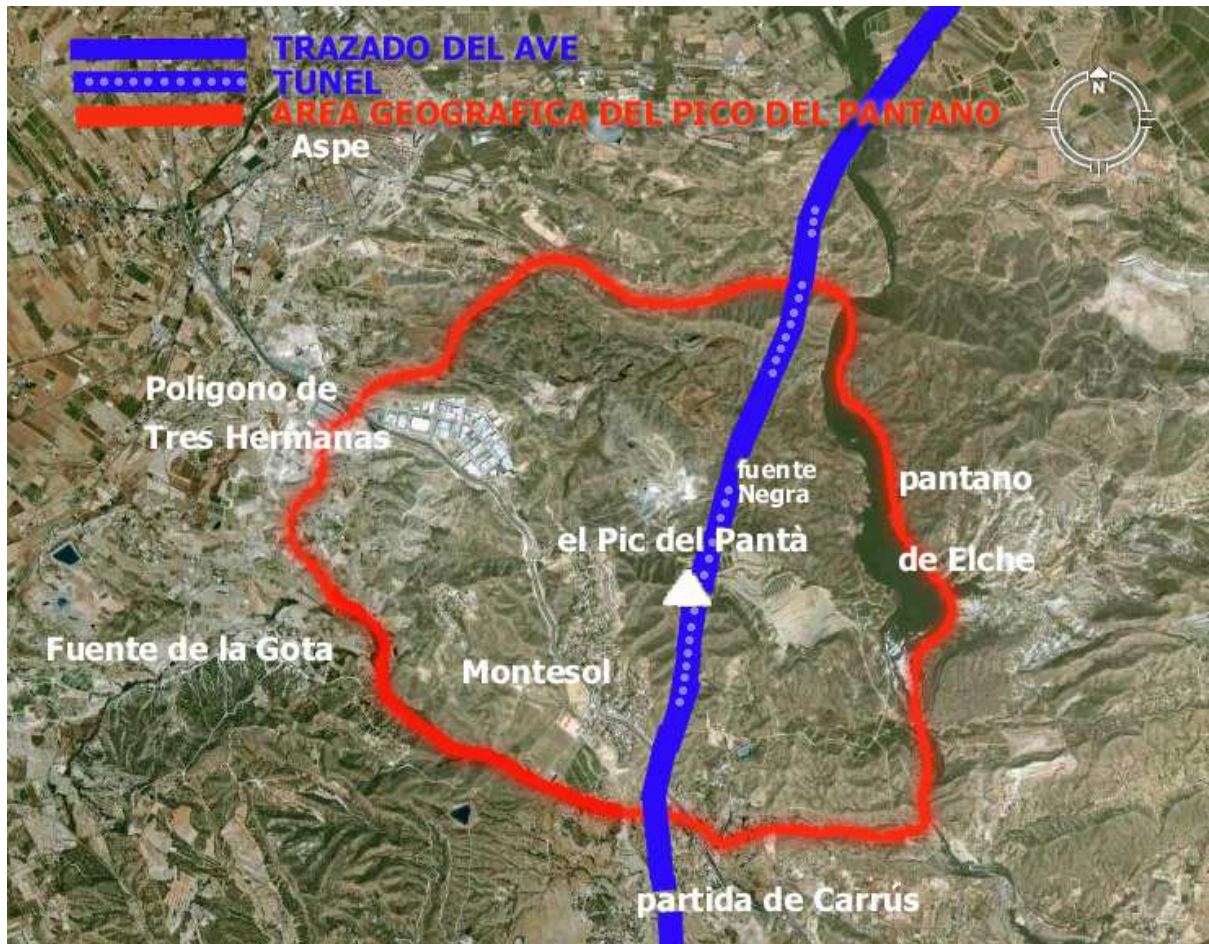 TRAZADO DEL AVE
TUNEL
AREA GEOGRAFICA DEL PICO DEL PANTANO
N
Aspe
Poligono de
Tres Hermanas
fuente
Negra
pantano
el Pic del Pantà
de Elche
Fuente de la Gota
Montesol
partida de Carrús